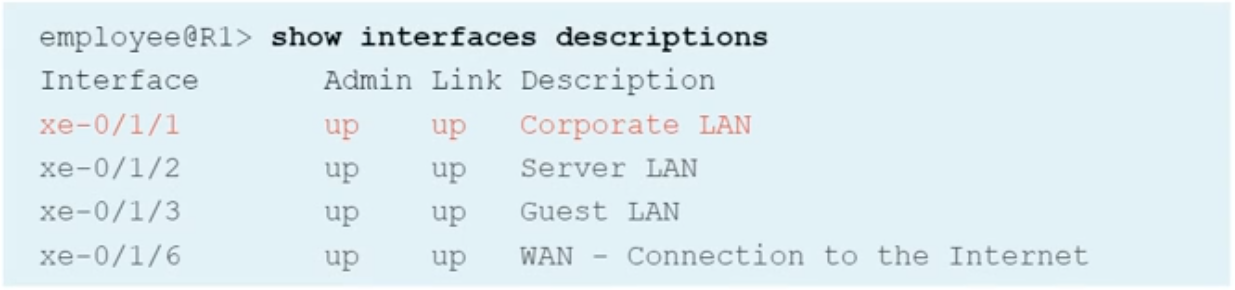 employee@R1> show interfaces descriptions
Interface Admin Link Description
xe-0/1/1 up up Corporate LAN
xe-0/1/2 up up Server LAN
xe-0/1/3 up up Guest LAN
xe-0/1/6 up up WAN - Connection to the Internet